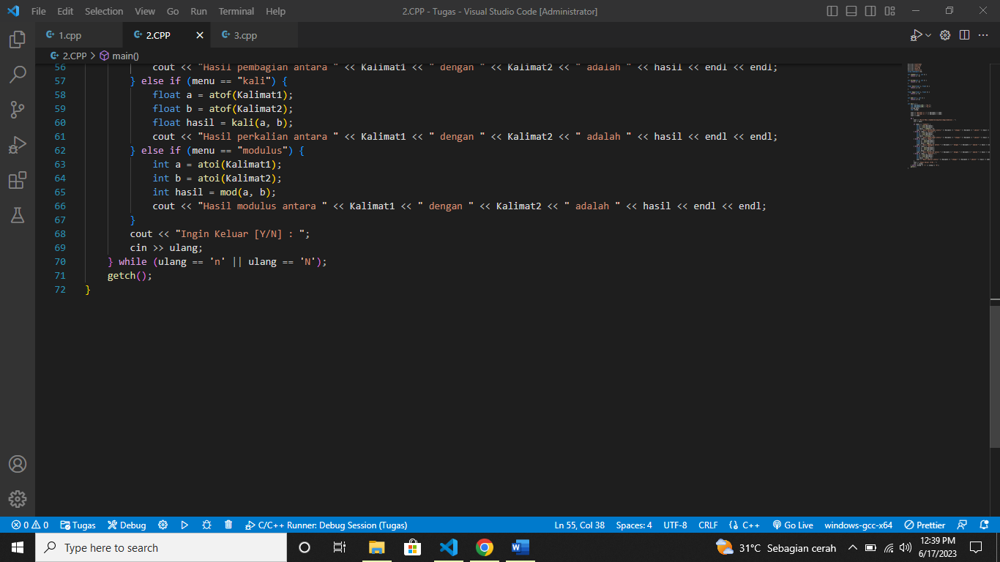 File Edit Selection View Go Run Terminal Help 2.CPP - Tugas - Visual Studio Code [Administrator]
1.cpp 2.CPP 3.cpp
2.CPP > main()
56 cout << "Hasil pembagian antara " << Kalimat1 << " dengan " << Kalimat2 << " adalah " << hasil << endl << endl;
57 } else if (menu == "kali") {
58 float a = atof(Kalimat1);
59 float b = atof(Kalimat2);
60 float hasil = kali(a, b);
61 cout << "Hasil perkalian antara " << Kalimat1 << " dengan " << Kalimat2 << " adalah " << hasil << endl << endl;
62 } else if (menu == "modulus") {
63 int a = atoi(Kalimat1);
64 int b = atoi(Kalimat2);
65 int hasil = mod(a, b);
66 cout << "Hasil modulus antara " << Kalimat1 << " dengan " << Kalimat2 << " adalah " << hasil << endl << endl;
67 }
68 cout << "Ingin Keluar [Y/N] : ";
69 cin >> ulang;
70 } while (ulang == 'n' || ulang == 'N');
71 getch();
72 }
0 0 Tugas Debug C/C++ Runner: Debug Session (Tugas) Ln 55, Col 38 Spaces: 4 UTF-8 CRLF {} C++ Go Live windows-gcc-x64 Prettier
Type here to search 31°C Sebagian cerah 12:39 PM
6/17/2023